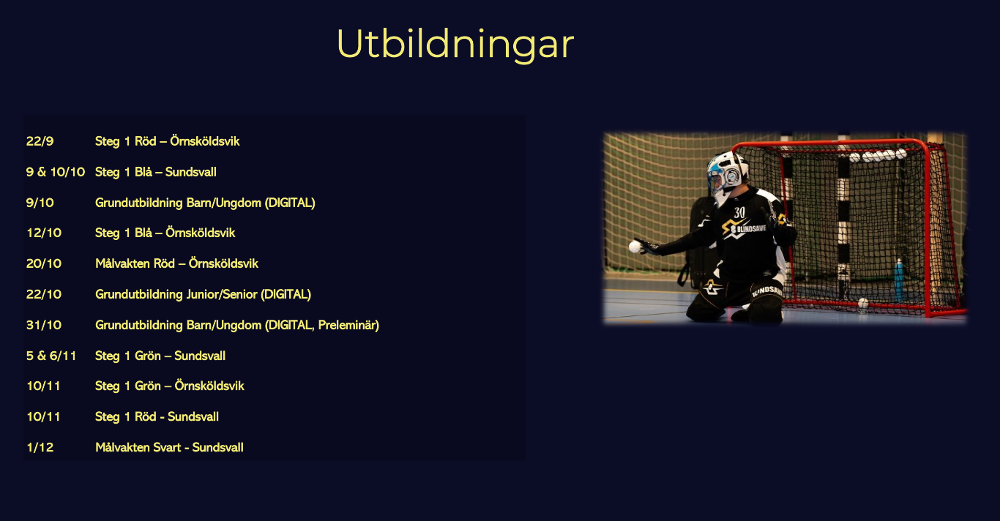 Utbildningar
22/9 Steg 1 Röd – Örnsköldsvik
9 & 10/10 Steg 1 Blå – Sundsvall
9/10 Grundutbildning Barn/Ungdom (DIGITAL)
12/10 Steg 1 Blå – Örnsköldsvik
20/10 Målvakten Röd – Örnsköldsvik
22/10 Grundutbildning Junior/Senior (DIGITAL)
31/10 Grundutbildning Barn/Ungdom (DIGITAL, Preleminär)
5 & 6/11 Steg 1 Grön – Sundsvall
10/11 Steg 1 Grön – Örnsköldsvik
10/11 Steg 1 Röd - Sundsvall
1/12 Målvakten Svart - Sundsvall
30
BLINDSAVE
BLINDSAVE